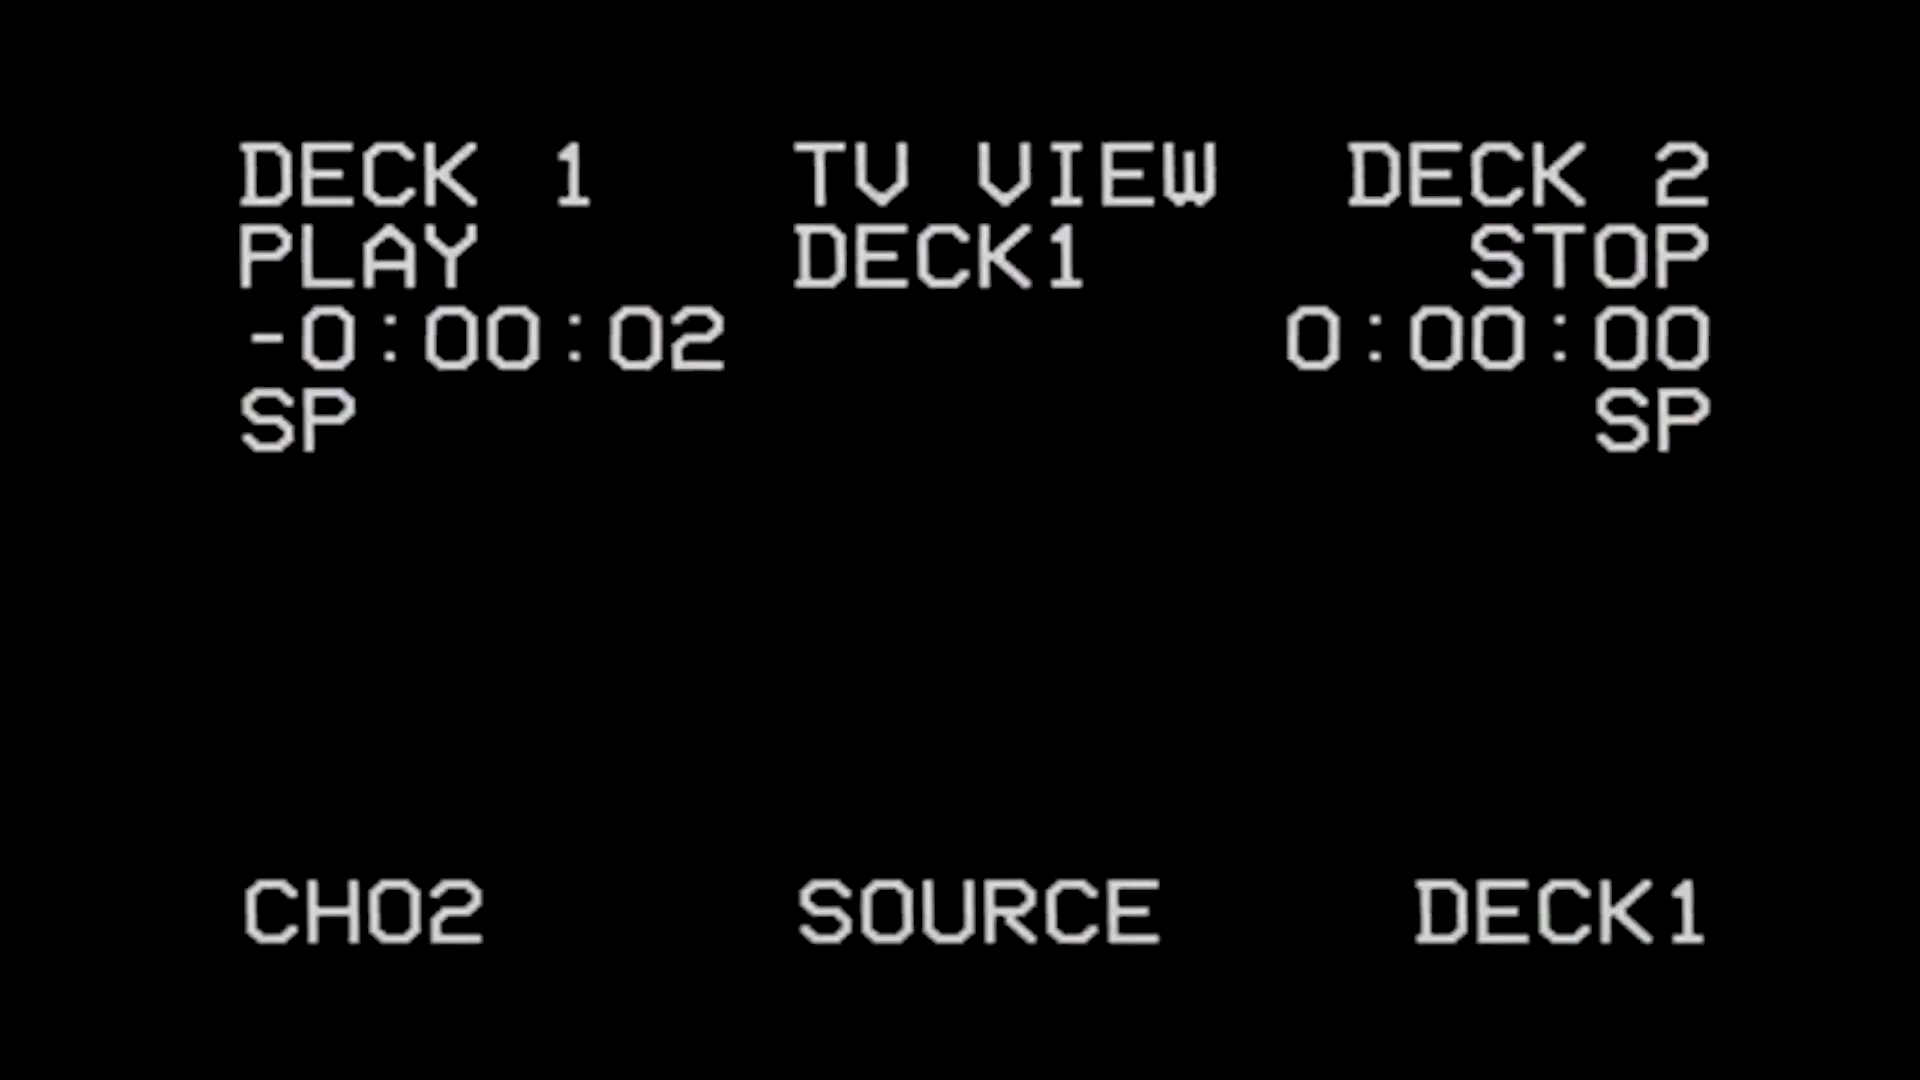 DECK 1 TV VIEW DECK 2
PLAY DECK1 STOP
-0:00:02 0:00:00
SP SP
CH02 SOURCE DECK1